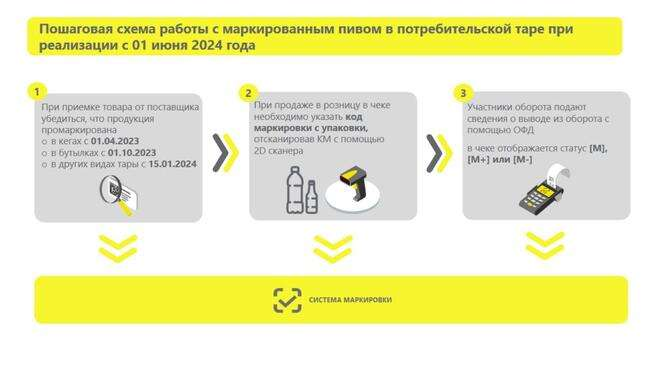 Пошаговая схема работы с маркированным пивом в потребительской таре при
реализации с 01 июня 2024 года
1
При приемке товара от поставщика
убедиться, что продукция
промаркирована
о в кегах с 01.04.2023
о в бутылках с 01.10.2023
о в других видах тары с 15.01.2024
2
При продаже в розницу в чеке
необходимо указать код
маркировки с упаковки,
отсканировав КМ с помощью
2D сканера
3
Участники оборота подают
сведения о выводе из оборота с
помощью ОФД
в чеке отображается статус [М],
[М+] или [М-]
СИСТЕМА МАРКИРОВКИ